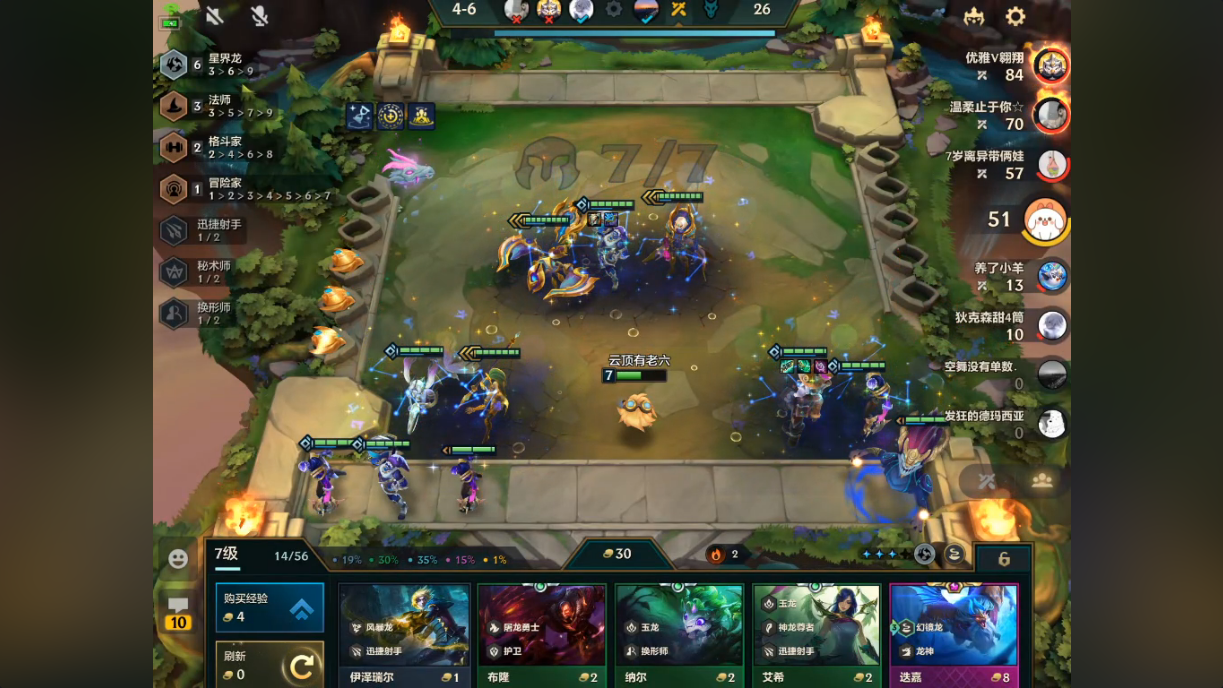 4-6
26
6
星界龙
3>6>9
3
法师
3>5>7>9
2
格斗家
2>4>6>8
1
冒险家
1>2>3>4>5>6>7
迅捷射手
1/2
秘术师
1/2
换形师
1/2
7/7
优雅V翱翔
84
温柔止于你☆
70
7岁离异带俩娃
57
51
养了小羊
13
狄克森甜4筒
10
空舞没有单数.
0
发狂的德玛西亚
0
云顶有老六
7
7级
14/56
19%
30%
35%
15%
1%
30
2
10
购买经验
4
刷新
0
风暴龙
迅捷射手
伊泽瑞尔
1
屠龙勇士
护卫
布隆
2
玉龙
换形师
纳尔
2
玉龙
神龙尊者
迅捷射手
艾希
2
幻镜龙
龙神
迭嘉
8